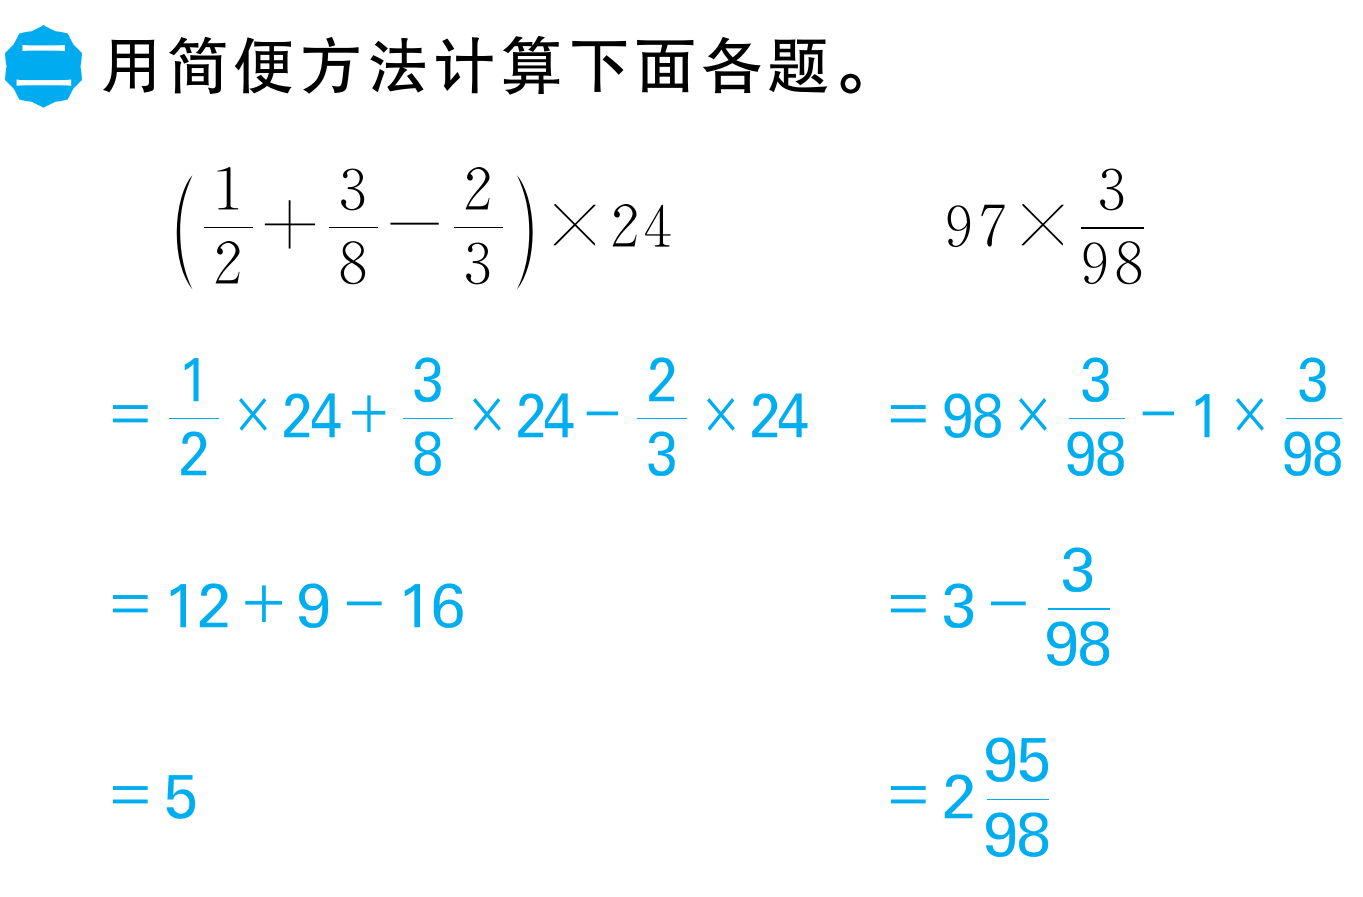 二 用简便方法计算下面各题。
(1/2+3/8-2/3)×24 97×3/98
=1/2×24+3/8×24-2/3×24 =98×3/98-1×3/98
=12+9-16 =3-3/98
=5 =2 95/98